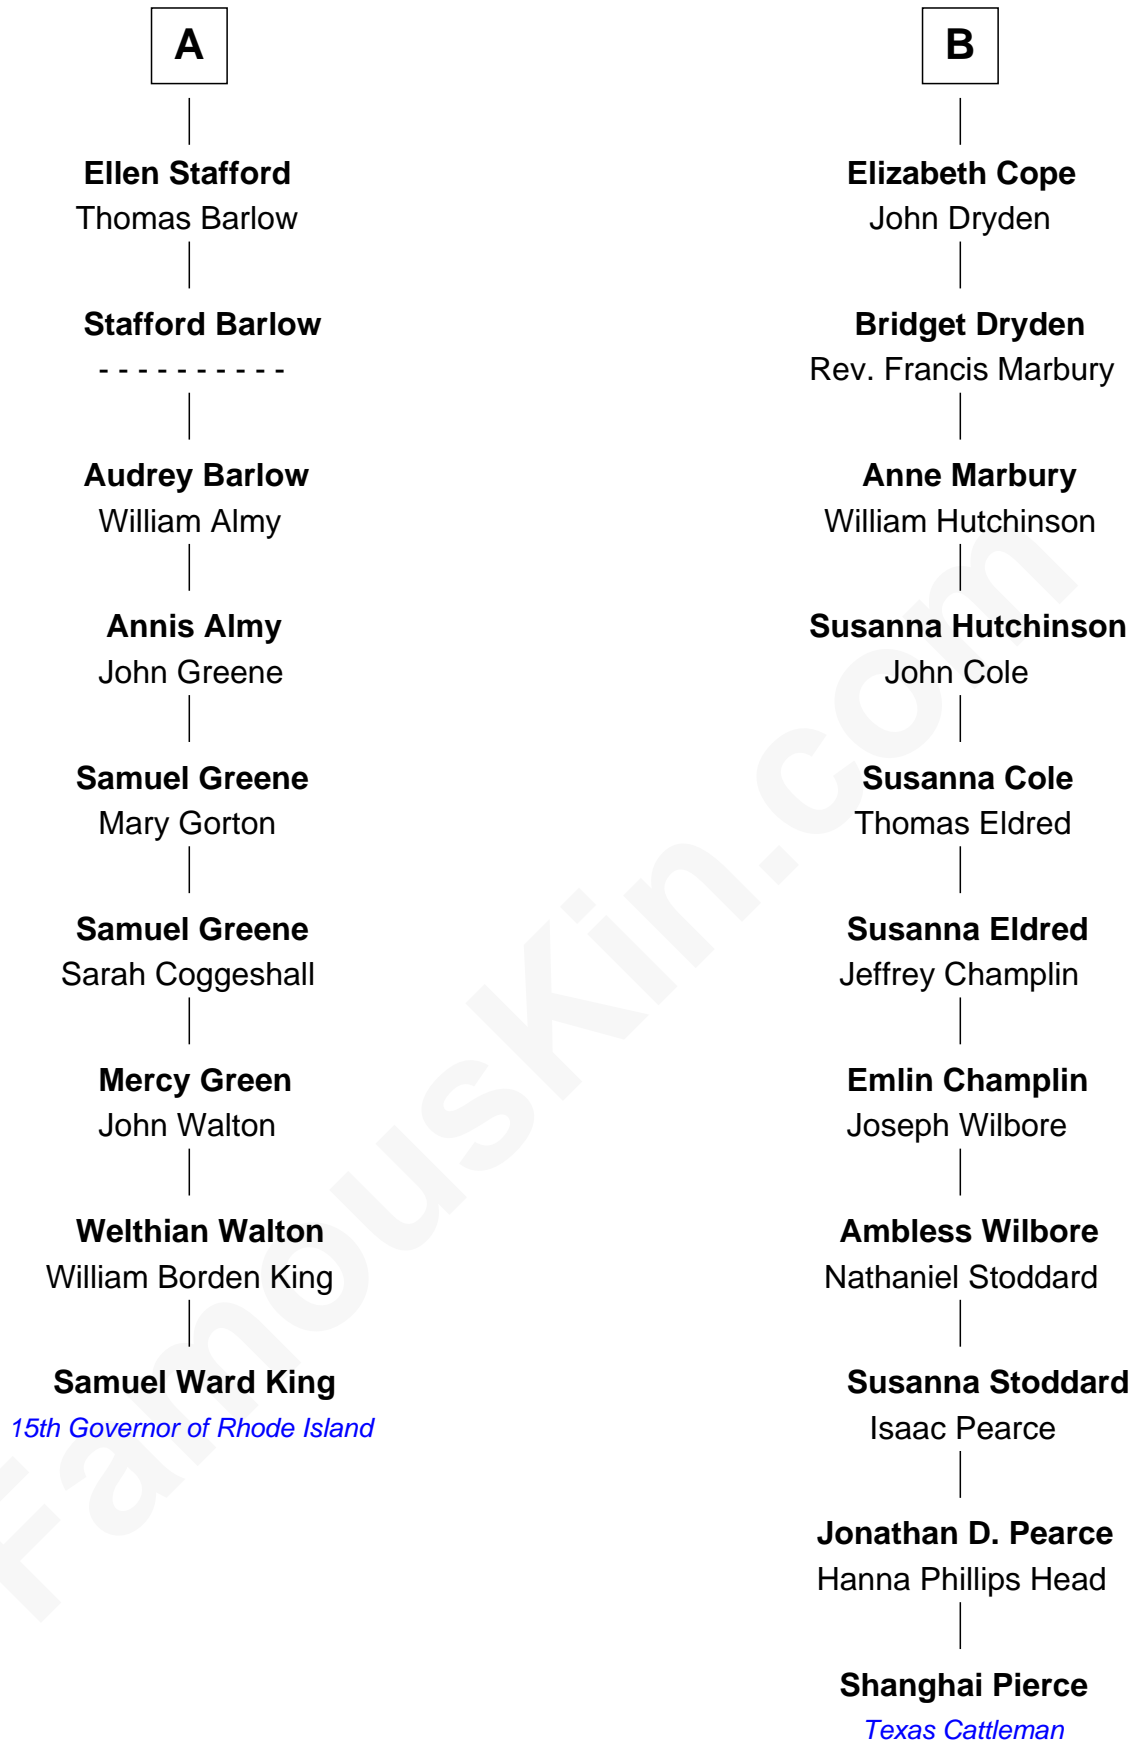 A
Ellen Stafford
Thomas Barlow
Stafford Barlow
- - - - - - - - - -
Audrey Barlow
William Almy
Annis Almy
John Greene
Samuel Greene
Mary Gorton
Samuel Greene
Sarah Coggeshall
Mercy Green
John Walton
Welthian Walton
William Borden King
Samuel Ward King
15th Governor of Rhode Island
B
Elizabeth Cope
John Dryden
Bridget Dryden
Rev. Francis Marbury
Anne Marbury
William Hutchinson
Susanna Hutchinson
John Cole
Susanna Cole
Thomas Eldred
Susanna Eldred
Jeffrey Champlin
Emlin Champlin
Joseph Wilbore
Ambless Wilbore
Nathaniel Stoddard
Susanna Stoddard
Isaac Pearce
Jonathan D. Pearce
Hanna Phillips Head
Shanghai Pierce
Texas Cattleman
FamousKin.com